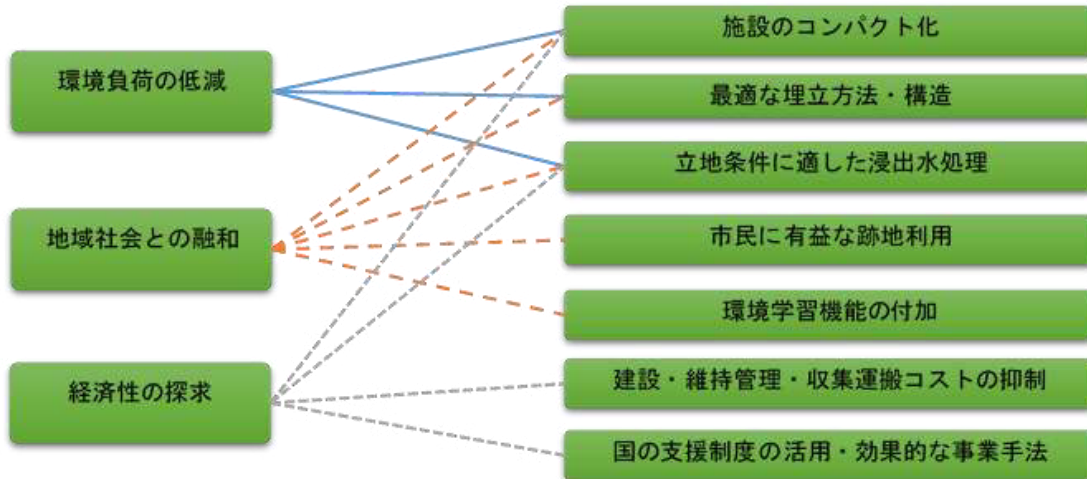 環境負荷の低減
地域社会との融和
経済性の探求
施設のコンパクト化
最適な埋立方法・構造
立地条件に適した浸出水処理
市民に有益な跡地利用
環境学習機能の付加
建設・維持管理・収集運搬コストの抑制
国の支援制度の活用・効果的な事業手法